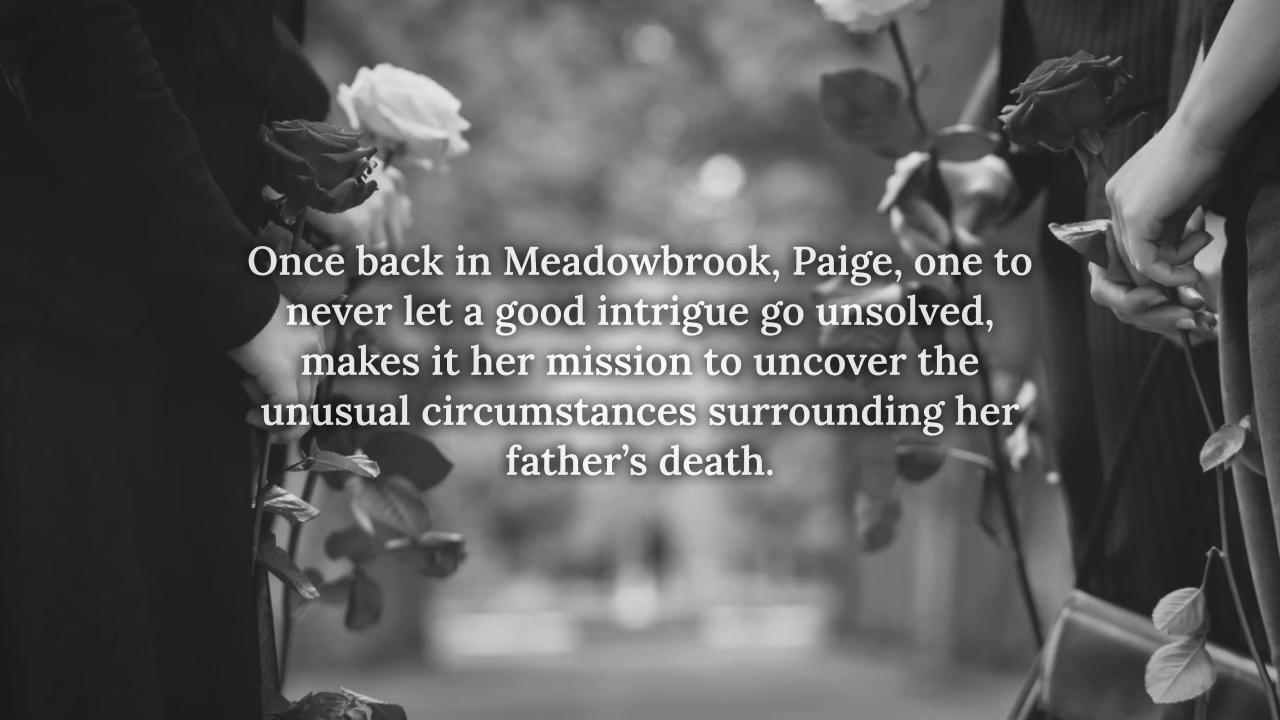 Once back in Meadowbrook, Paige, one to
never let a good intrigue go unsolved,
makes it her mission to uncover the
unusual circumstances surrounding her
father’s death.